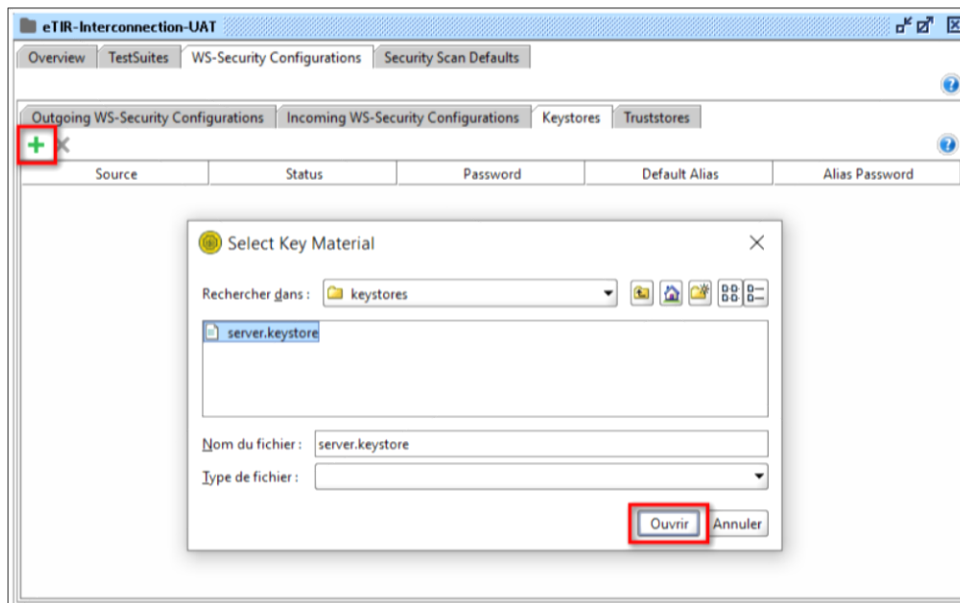 eTIR-Interconnection-UAT
Overview TestSuites WS-Security Configurations Security Scan Defaults
Outgoing WS-Security Configurations Incoming WS-Security Configurations Keystores Truststores
Source Status Password Default Alias Alias Password
Select Key Material
Rechercher dans : keystores
server.keystore
Nom du fichier : server.keystore
Type de fichier :
Ouvrir Annuler